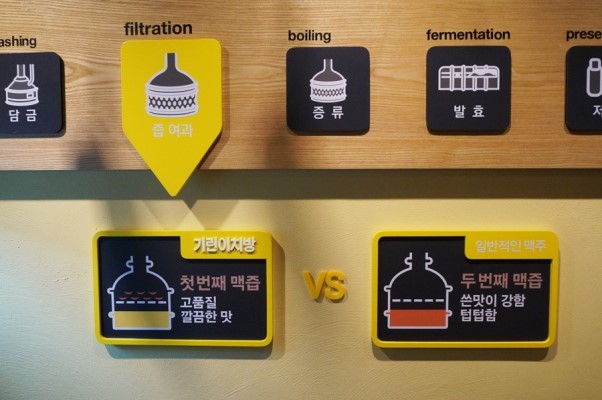 ashing
filtration
boiling
fermentation
prese
담금
즙 여과
증류
발효
저
기린이치방
첫번째 맥즙
고품질
깔끔한 맛
VS
일반적인 맥주
두번째 맥즙
쓴맛이 강함
텁텁함